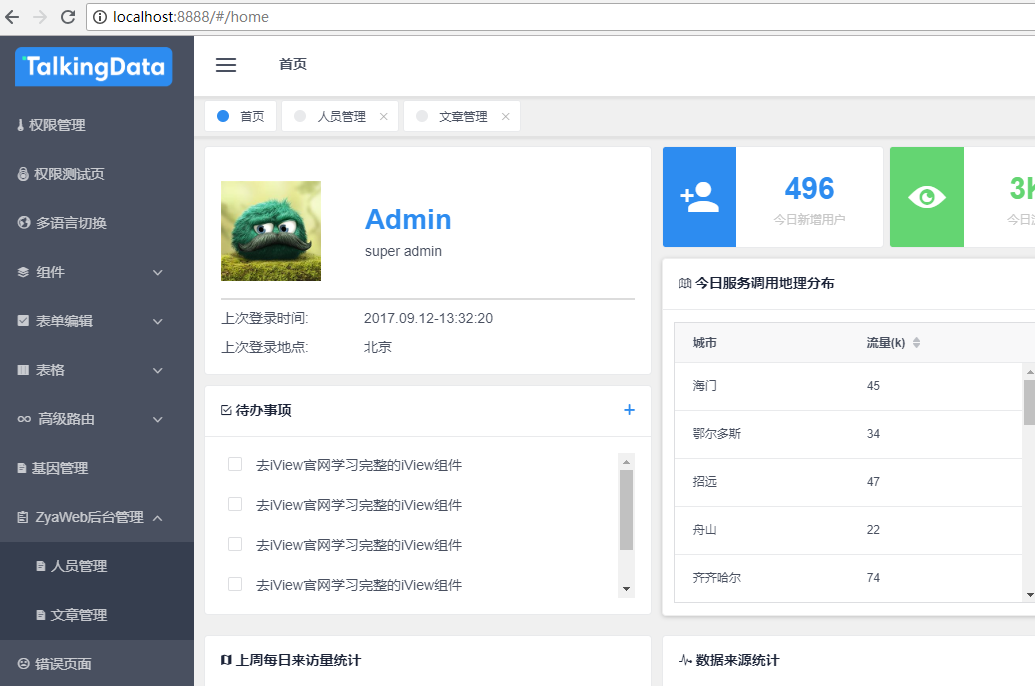 localhost:8888/#/home
TalkingData
首页
权限管理
权限测试页
多语言切换
组件
表单编辑
表格
高级路由
基因管理
ZyaWeb后台管理
人员管理
文章管理
错误页面
首页
人员管理
文章管理
Admin
super admin
上次登录时间:
2017.09.12-13:32:20
上次登录地点:
北京
待办事项
去iView官网学习完整的iView组件
去iView官网学习完整的iView组件
去iView官网学习完整的iView组件
去iView官网学习完整的iView组件
上周每日来访量统计
496
今日新增用户
3
今日
今日服务调用地理分布
城市 流量(k)
海门 45
鄂尔多斯 34
招远 47
舟山 22
齐齐哈尔 74
数据来源统计